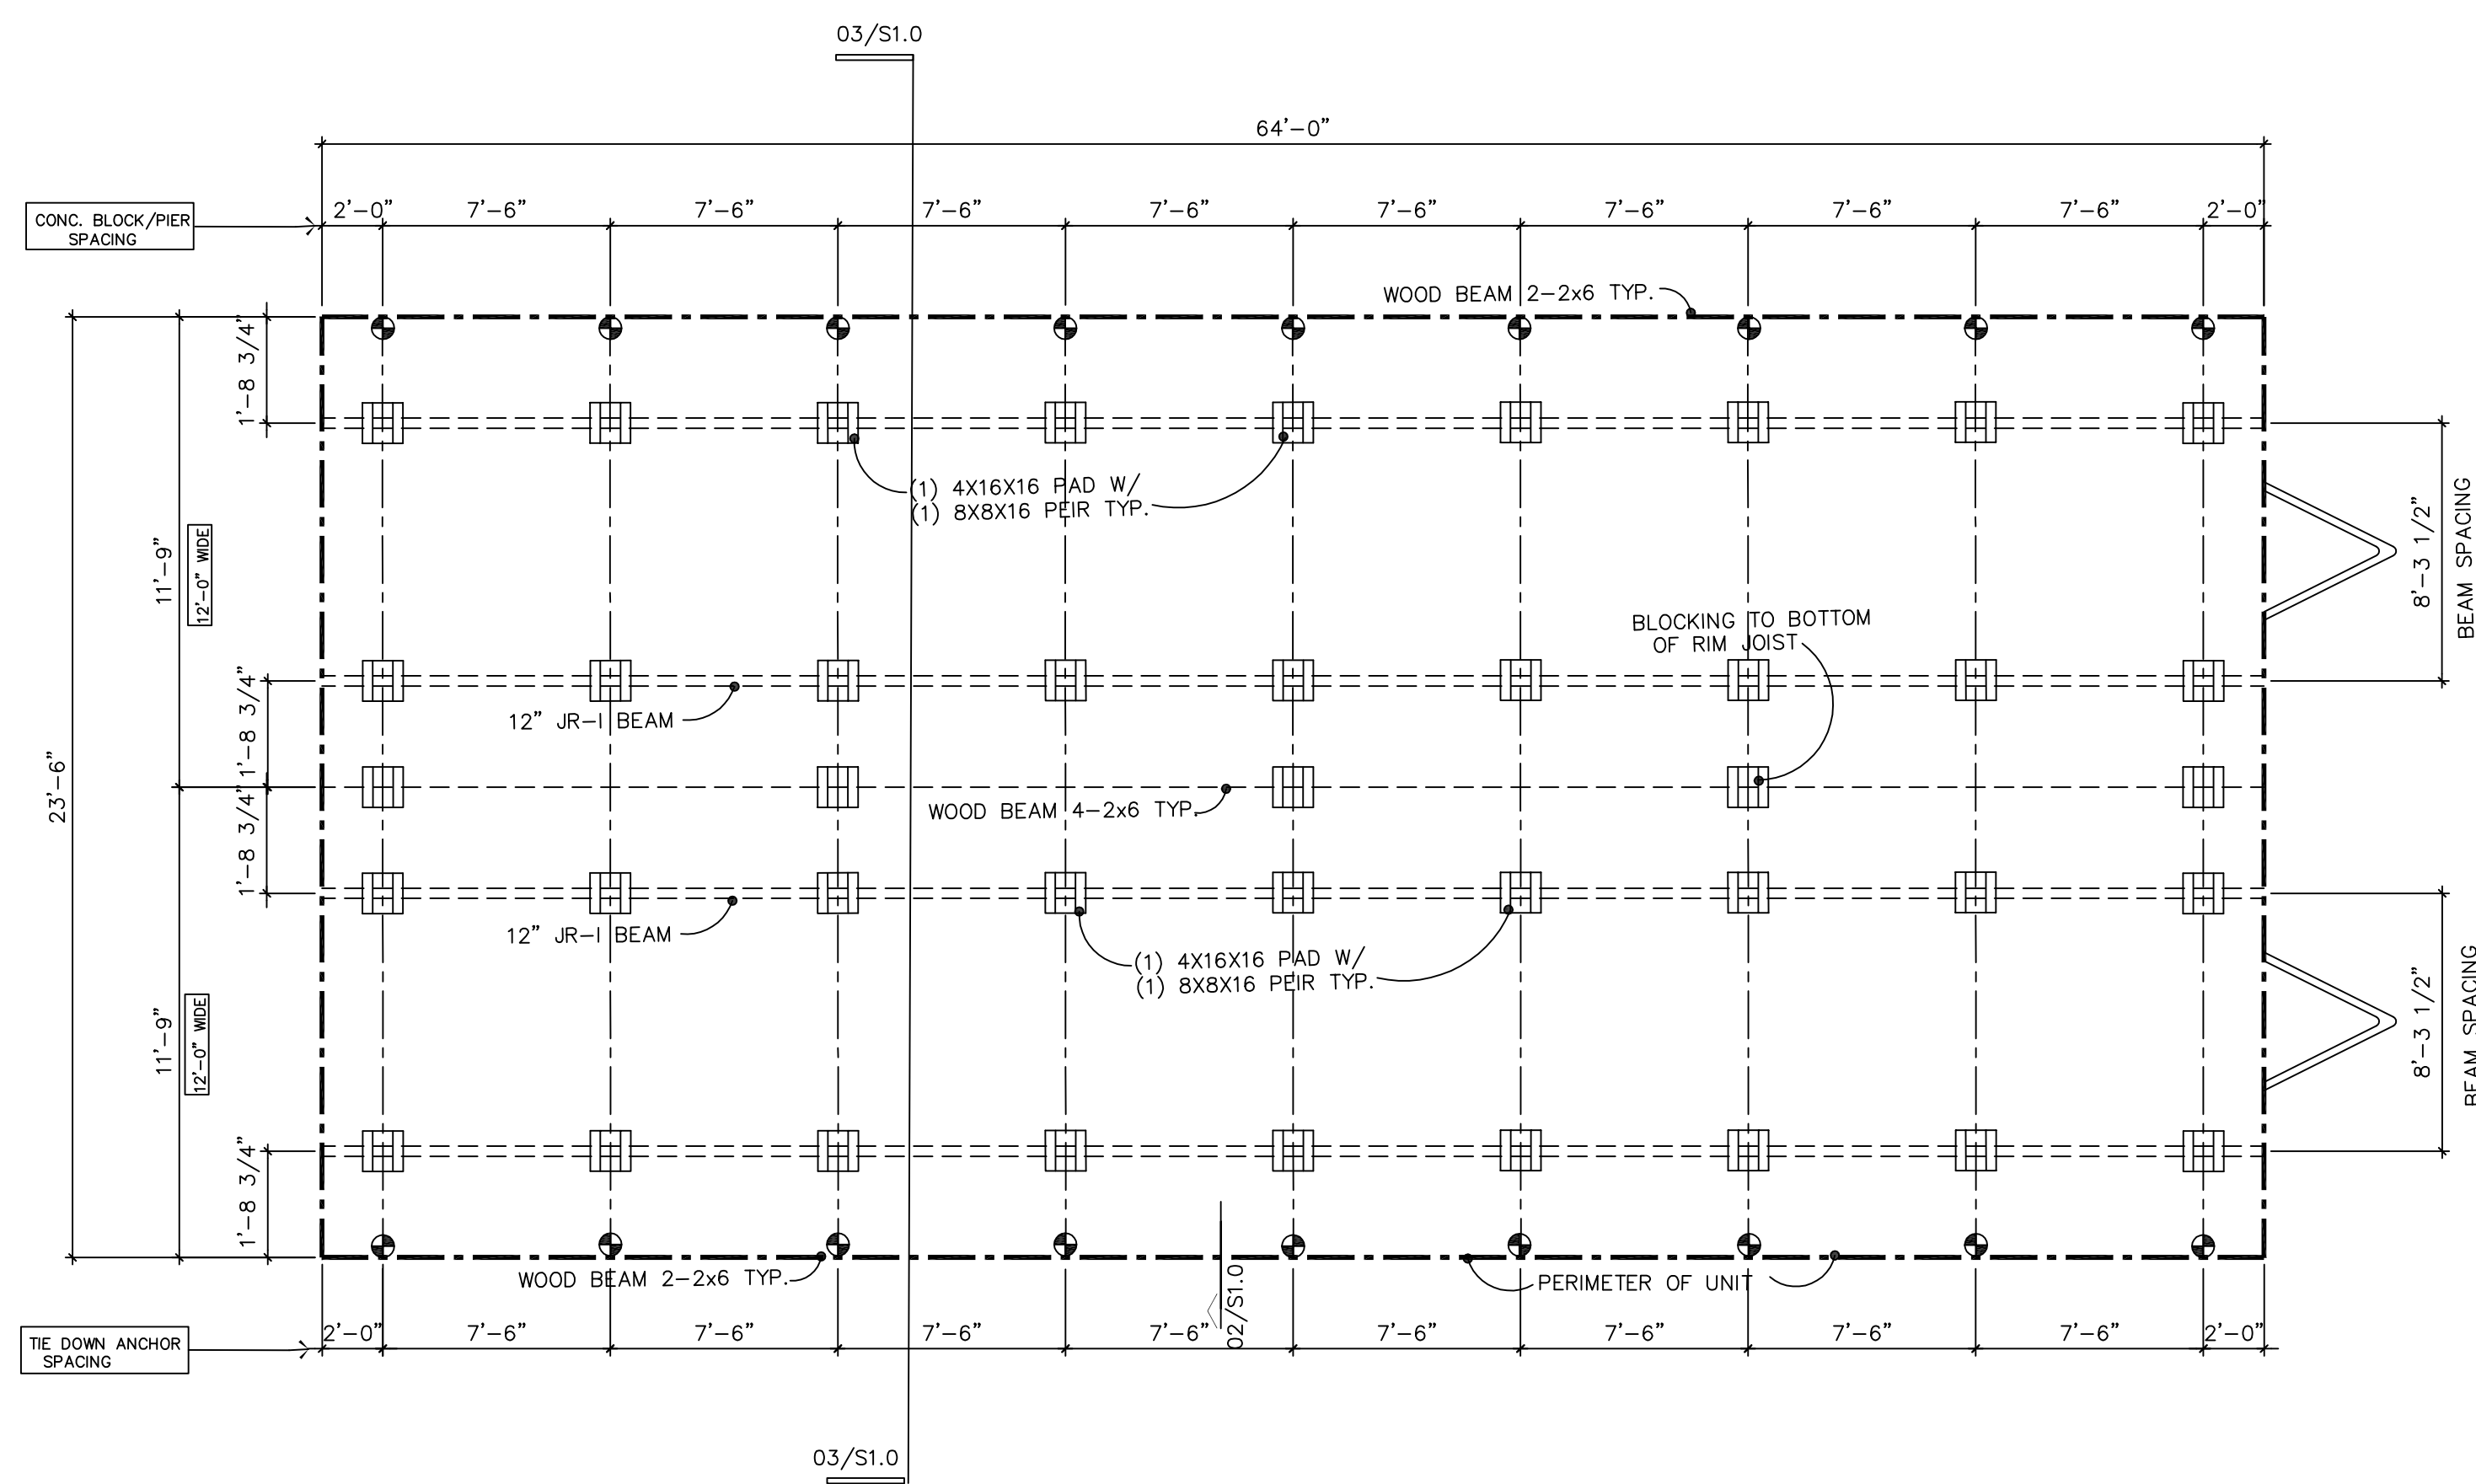 03/S1.0
64'-0"
CONC. BLOCK/PIER
SPACING
2'-0" 7'-6" 7'-6" 7'-6" 7'-6" 7'-6" 7'-6" 7'-6" 7'-6" 2'-0"
WOOD BEAM 2-2x6 TYP.
1'-8 3/4"
(1) 4X16X16 PAD W/
(1) 8X8X16 PEIR TYP.
8'-3 1/2"
BEAM SPACING
11'-9"
12'-0" WIDE
BLOCKING TO BOTTOM
OF RIM JOIST
12" JR-I BEAM
1'-8 3/4"
23'-6"
WOOD BEAM 4-2x6 TYP.
1'-8 3/4"
12" JR-I BEAM
(1) 4X16X16 PAD W/
(1) 8X8X16 PEIR TYP.
8'-3 1/2"
BEAM SPACING
11'-9"
12'-0" WIDE
1'-8 3/4"
WOOD BEAM 2-2x6 TYP.
PERIMETER OF UNIT
02/S1.0
TIE DOWN ANCHOR
SPACING
2'-0" 7'-6" 7'-6" 7'-6" 7'-6" 7'-6" 7'-6" 7'-6" 7'-6" 2'-0"
03/S1.0